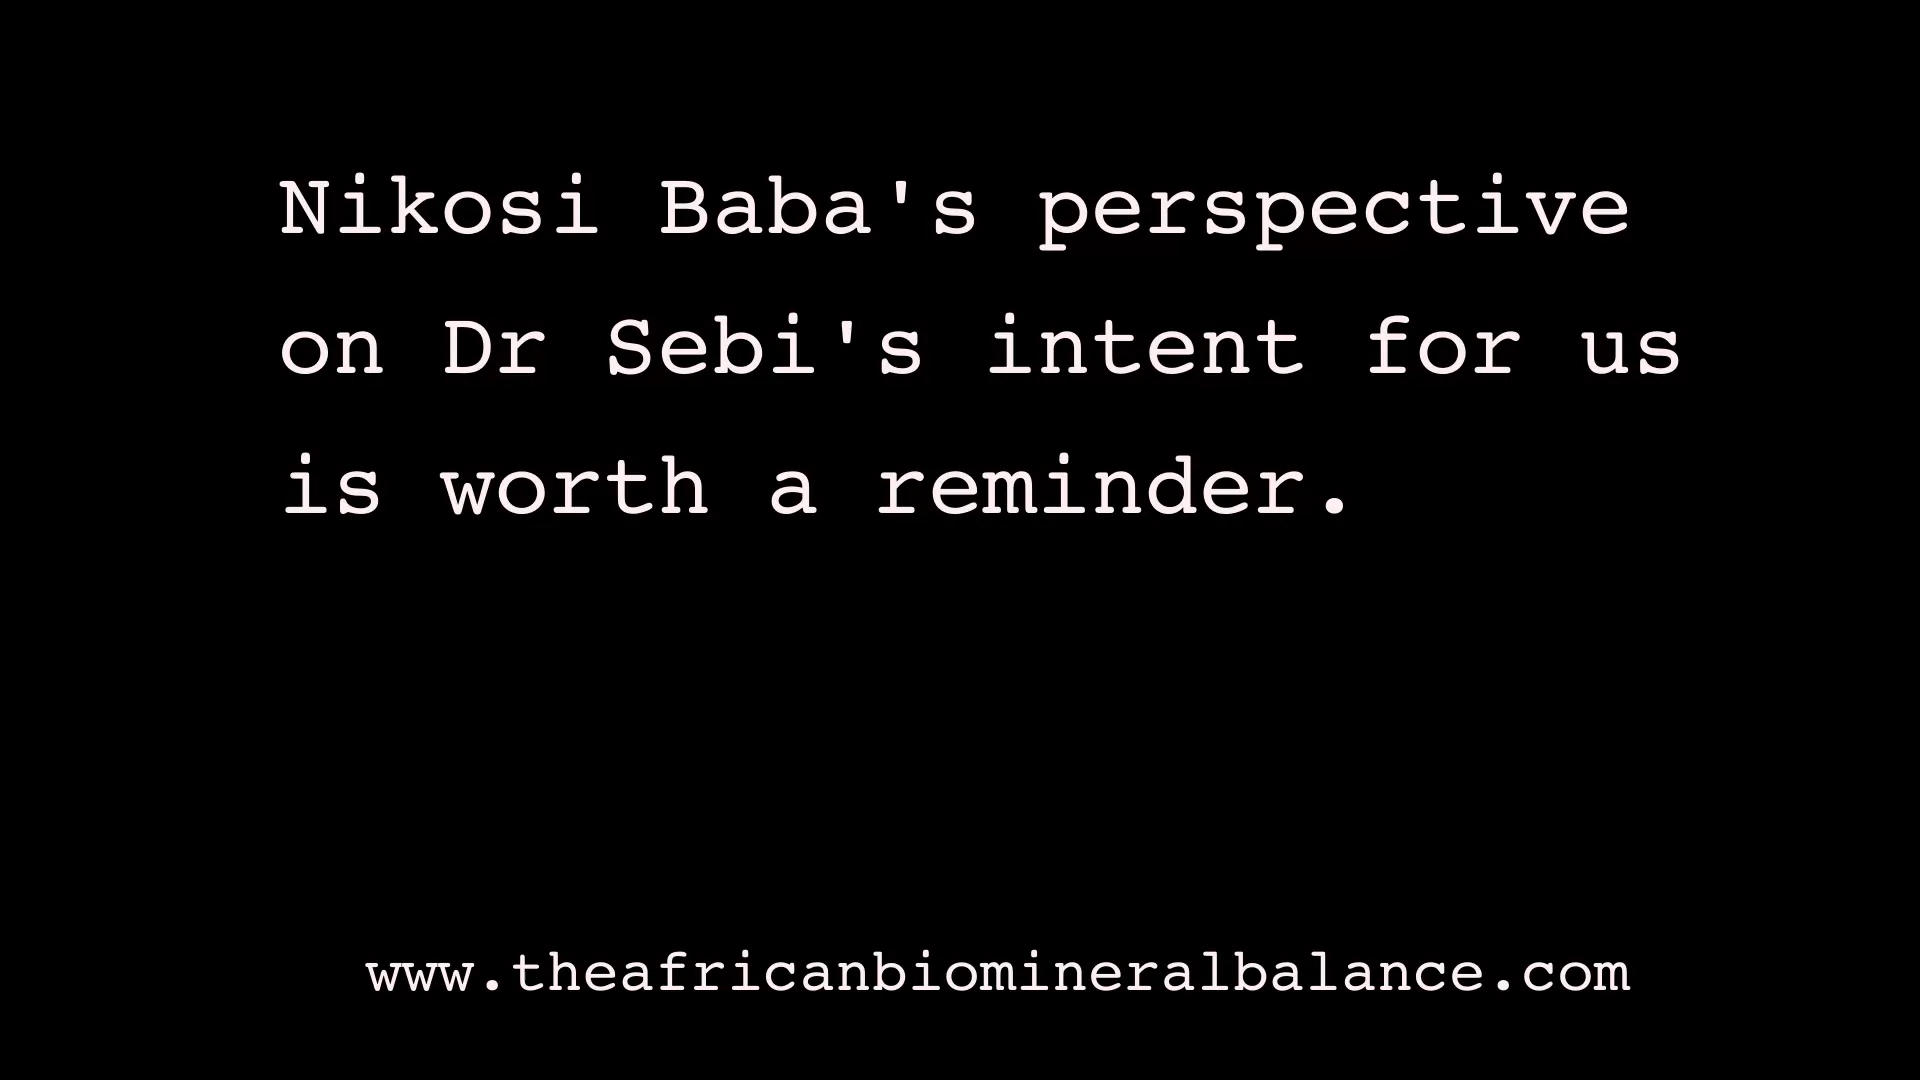 Nikosi Baba's perspective
on Dr Sebi's intent for us
is worth a reminder.
www.theafricanbiomineralbalance.com